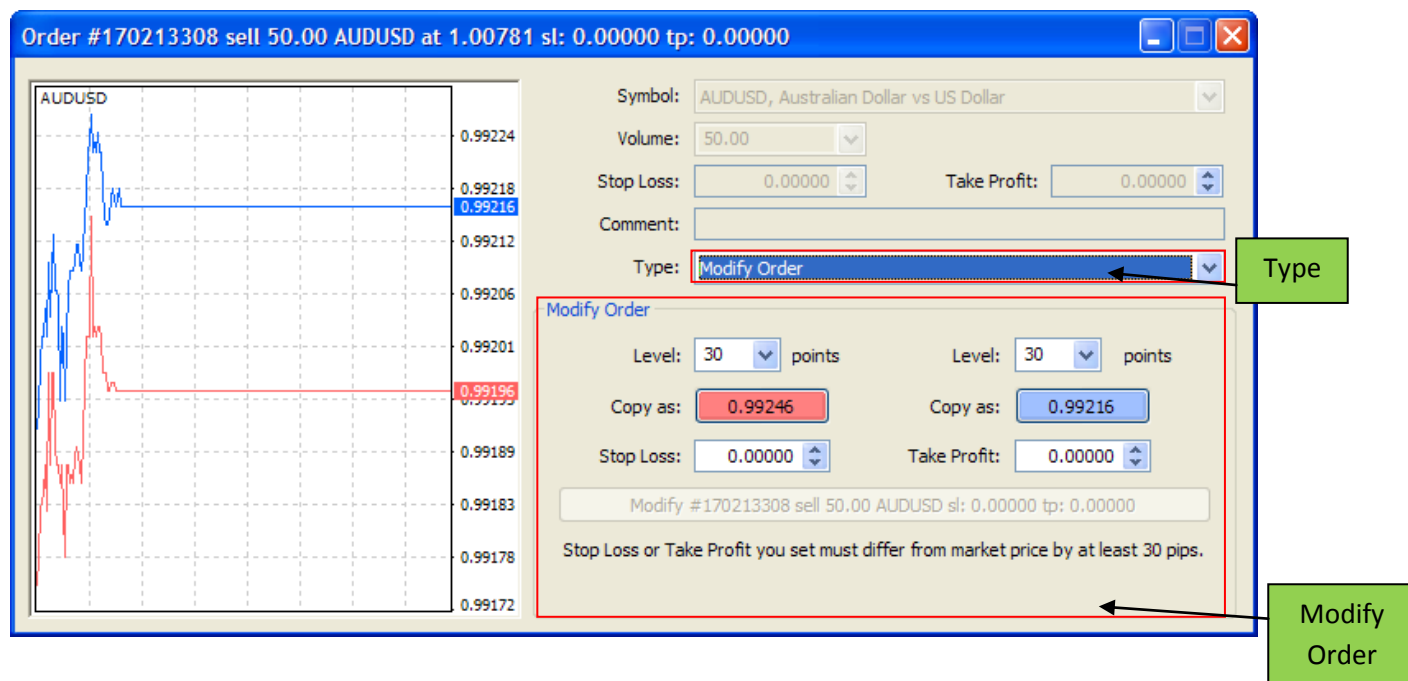 Order #170213308 sell 50.00 AUDUSD at 1.00781 sl: 0.00000 tp: 0.00000
AUDUSD
0.99224
0.99218
0.99216
0.99212
0.99206
0.99201
0.99196
0.99189
0.99183
0.99178
0.99172
Symbol: AUDUSD, Australian Dollar vs US Dollar
Volume: 50.00
Stop Loss: 0.00000 Take Profit: 0.00000
Comment:
Type: Modify Order
Type
Modify Order
Level: 30 points Level: 30 points
Copy as: 0.99246 Copy as: 0.99216
Stop Loss: 0.00000 Take Profit: 0.00000
Modify #170213308 sell 50.00 AUDUSD sl: 0.00000 tp: 0.00000
Stop Loss or Take Profit you set must differ from market price by at least 30 pips.
Modify
Order